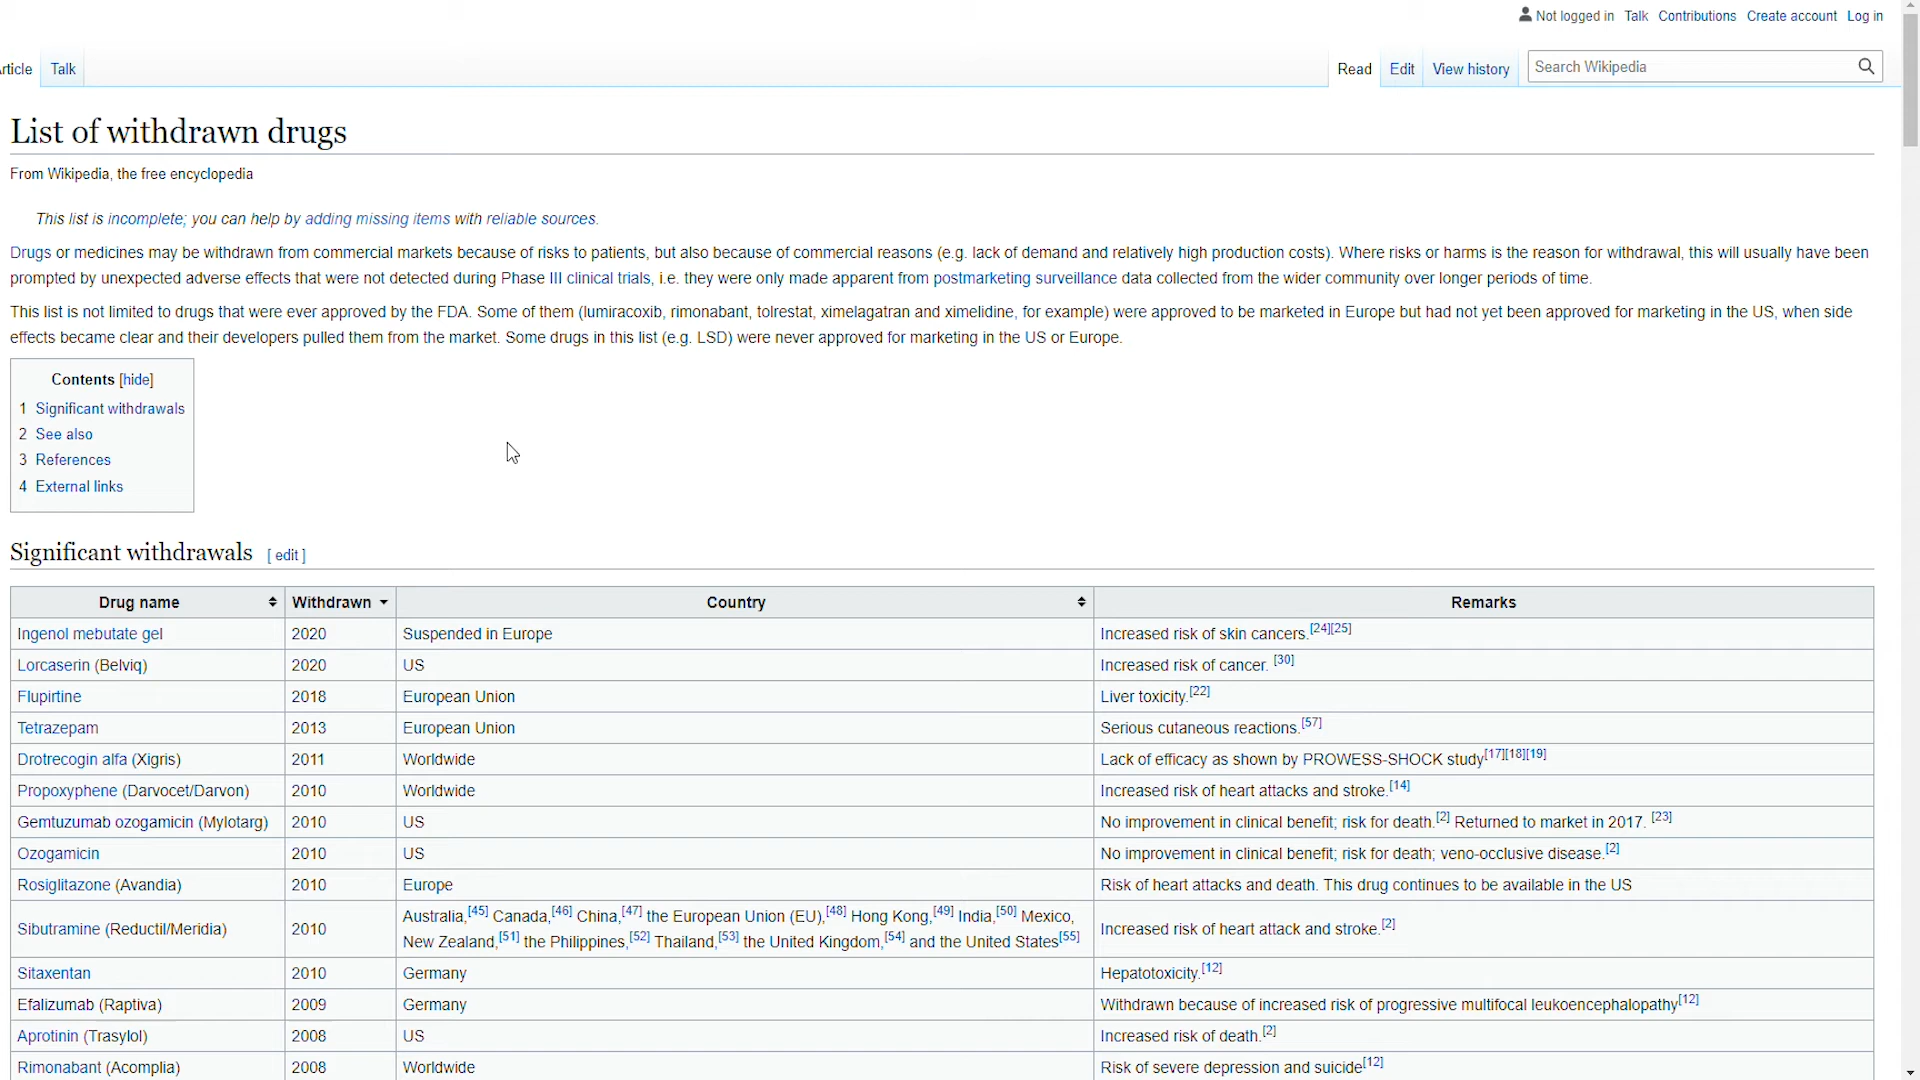 Not logged in Talk Contributions Create account Log in
rticle Talk Read Edit View history Search Wikipedia
List of withdrawn drugs
From Wikipedia, the free encyclopedia
This list is incomplete; you can help by adding missing items with reliable sources.
Drugs or medicines may be withdrawn from commercial markets because of risks to patients, but also because of commercial reasons (e.g. lack of demand and relatively high production costs). Where risks or harms is the reason for withdrawal, this will usually have been
prompted by unexpected adverse effects that were not detected during Phase III clinical trials, i.e. they were only made apparent from postmarketing surveillance data collected from the wider community over longer periods of time.
This list is not limited to drugs that were ever approved by the FDA. Some of them (lumiracoxib, rimonabant, tolrestat, ximelagatran and ximelidine, for example) were approved to be marketed in Europe but had not yet been approved for marketing in the US, when side
effects became clear and their developers pulled them from the market. Some drugs in this list (e.g. LSD) were never approved for marketing in the US or Europe.
Contents [hide]
1 Significant withdrawals
2 See also
3 References
4 External links
Significant withdrawals [ edit ]
Drug name Withdrawn Country Remarks
Ingenol mebutate gel 2020 Suspended in Europe Increased risk of skin cancers.[24][25]
Lorcaserin (Belviq) 2020 US Increased risk of cancer. [30]
Flupirtine 2018 European Union Liver toxicity.[22]
Tetrazepam 2013 European Union Serious cutaneous reactions.[57]
Drotrecogin alfa (Xigris) 2011 Worldwide Lack of efficacy as shown by PROWESS-SHOCK study[17][18][19]
Propoxyphene (Darvocet/Darvon) 2010 Worldwide Increased risk of heart attacks and stroke.[14]
Gemtuzumab ozogamicin (Mylotarg) 2010 US No improvement in clinical benefit; risk for death.[2] Returned to market in 2017. [23]
Ozogamicin 2010 US No improvement in clinical benefit; risk for death; veno-occlusive disease.[2]
Rosiglitazone (Avandia) 2010 Europe Risk of heart attacks and death. This drug continues to be available in the US
Sibutramine (Reductil/Meridia) 2010 Australia,[45] Canada,[46] China,[47] the European Union (EU),[48] Hong Kong,[49] India,[50] Mexico,
New Zealand,[51] the Philippines,[52] Thailand,[53] the United Kingdom,[54] and the United States[55] Increased risk of heart attack and stroke.[2]
Sitaxentan 2010 Germany Hepatotoxicity.[12]
Efalizumab (Raptiva) 2009 Germany Withdrawn because of increased risk of progressive multifocal leukoencephalopathy[12]
Aprotinin (Trasylol) 2008 US Increased risk of death.[2]
Rimonabant (Acomplia) 2008 Worldwide Risk of severe depression and suicide[12]